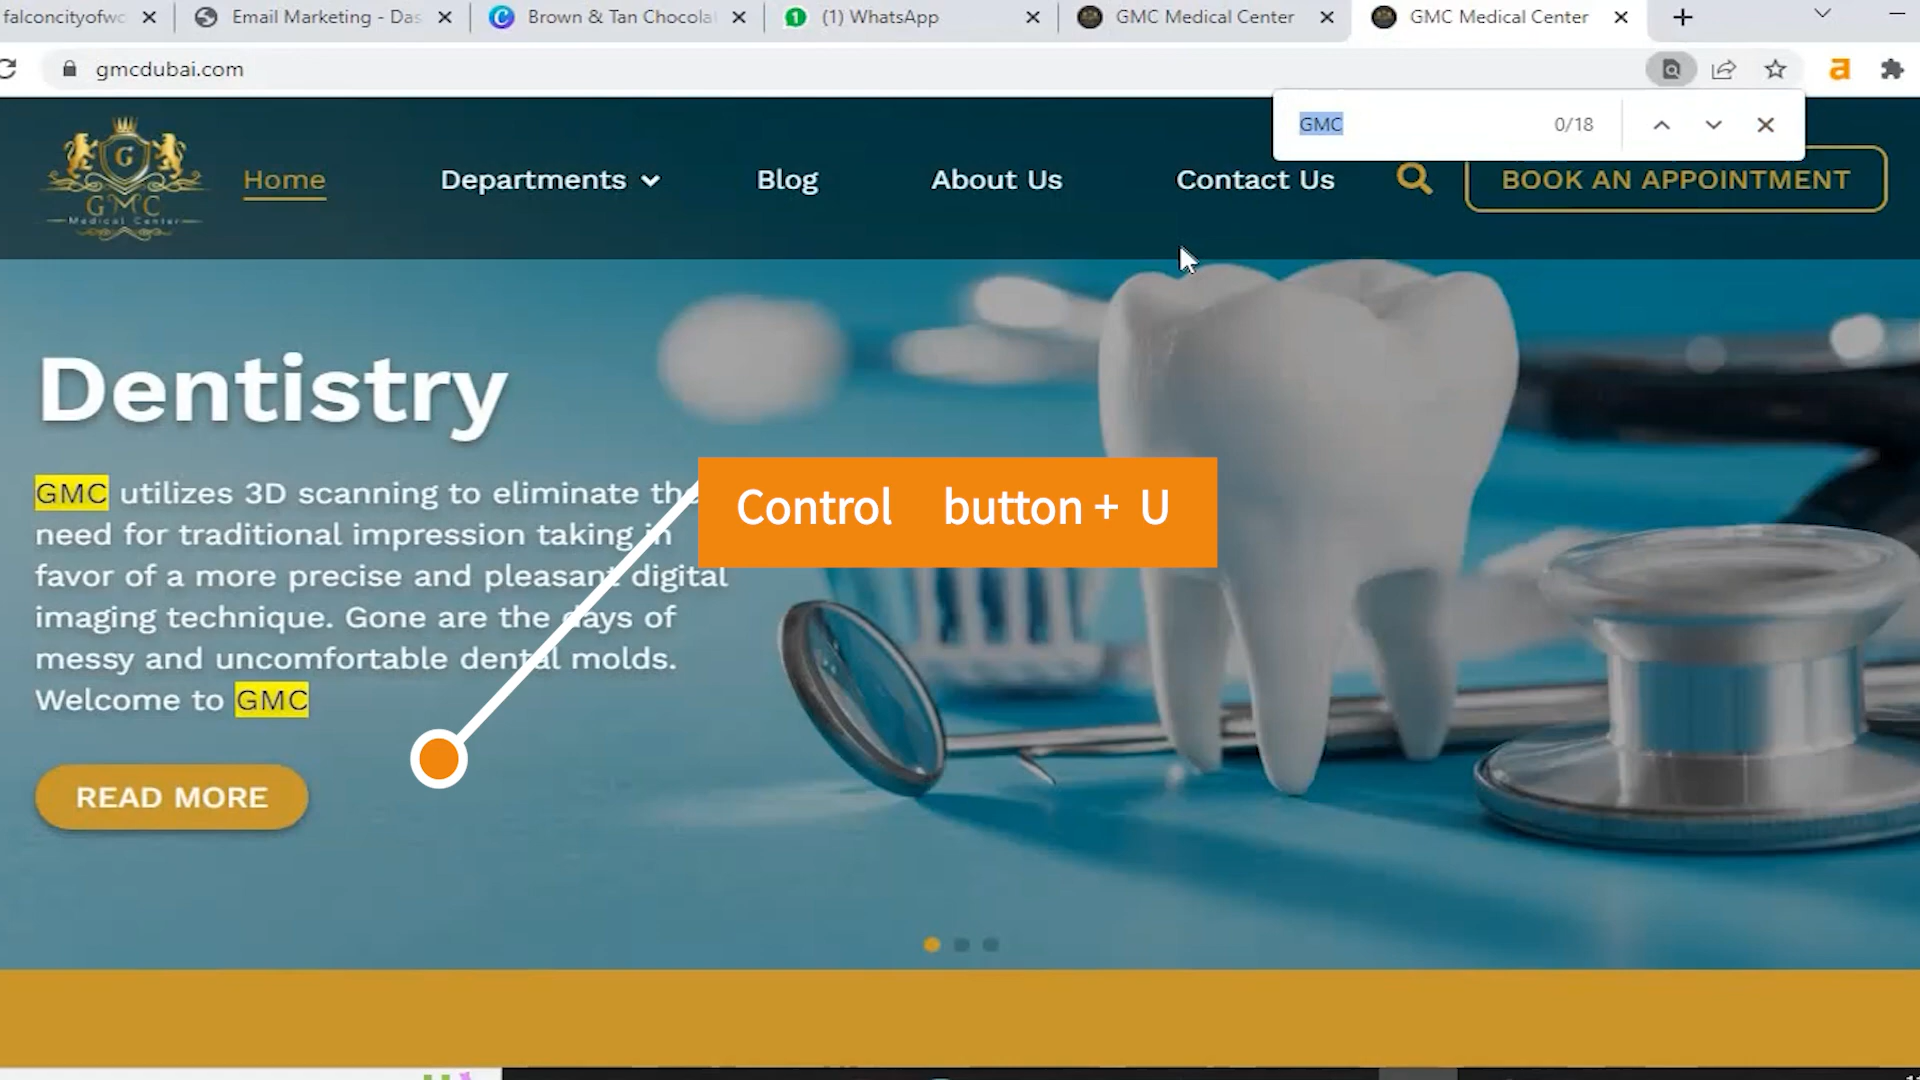 falconcityofwo
Email Marketing - Das
Brown & Tan Chocola
(1) WhatsApp
GMC Medical Center
GMC Medical Center
gmcdubai.com
GMC
0/18
G
GMC
Medical Center
Home
Departments
Blog
About Us
Contact Us
BOOK AN APPOINTMENT
Dentistry
GMC utilizes 3D scanning to eliminate the
need for traditional impression taking in
favor of a more precise and pleasant digital
imaging technique. Gone are the days of
messy and uncomfortable dental molds.
Welcome to GMC
Control button + U
READ MORE